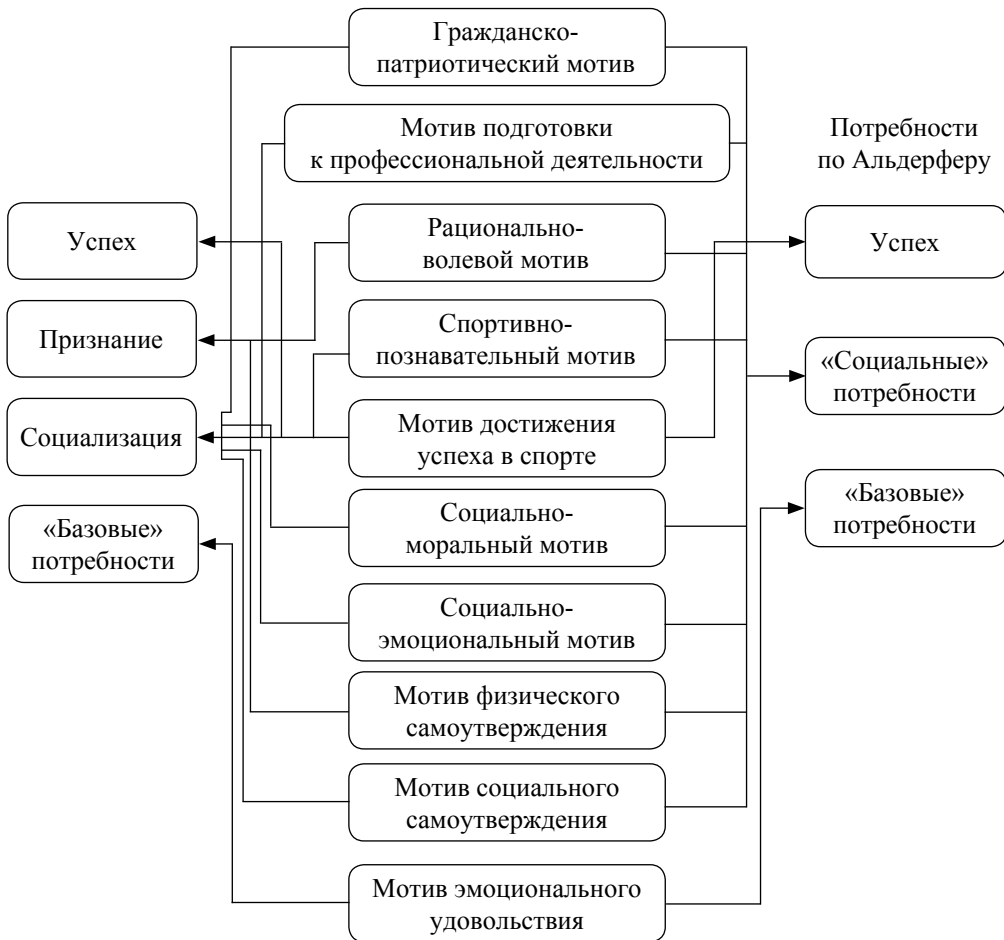 Гражданско-
патриотический мотив
Мотив подготовки
к профессиональной деятельности
Потребности
по Альдерферу
Успех
Рационально-
волевой мотив
Успех
Признание
Спортивно-
познавательный мотив
«Социальные»
потребности
Социализация
Мотив достижения
успеха в спорте
«Базовые»
потребности
Социально-
моральный мотив
«Базовые»
потребности
Социально-
эмоциональный мотив
Мотив физического
самоутверждения
Мотив социального
самоутверждения
Мотив эмоционального
удовольствия